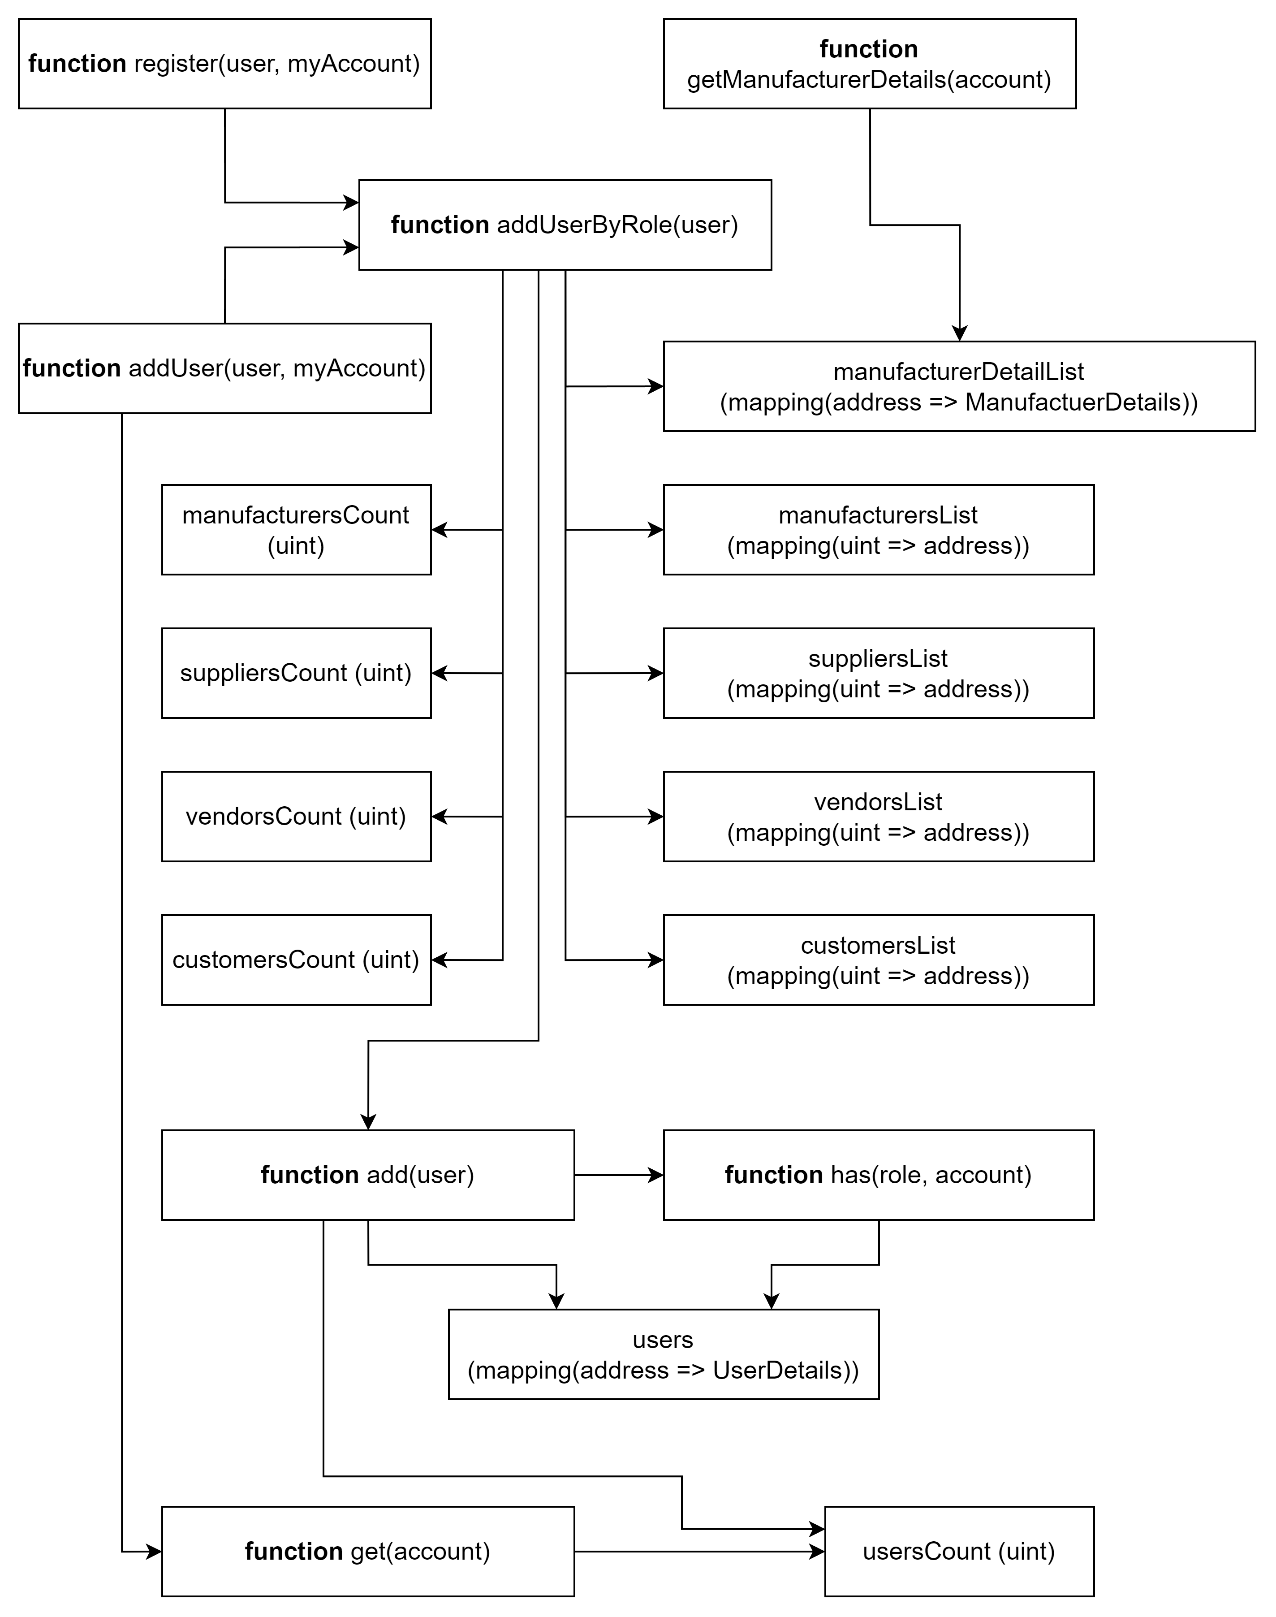 function register(user, myAccount)
function
getManufacturerDetails(account)
function addUserByRole(user)
function addUser(user, myAccount)
manufacturerDetailList
(mapping(address => ManufactuerDetails))
manufacturersCount
(uint)
manufacturersList
(mapping(uint => address))
suppliersCount (uint)
suppliersList
(mapping(uint => address))
vendorsCount (uint)
vendorsList
(mapping(uint => address))
customersCount (uint)
customersList
(mapping(uint => address))
function add(user)
function has(role, account)
users
(mapping(address => UserDetails))
function get(account)
usersCount (uint)